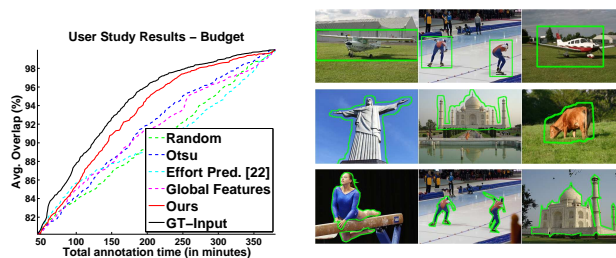 User Study Results – Budget
Avg. Overlap (%)
98
96
94
92
90
88
86
84
82
Random
Otsu
Effort Pred. [22]
Global Features
Ours
GT–Input
50 100 150 200 250 300 350
Total annotation time (in minutes)